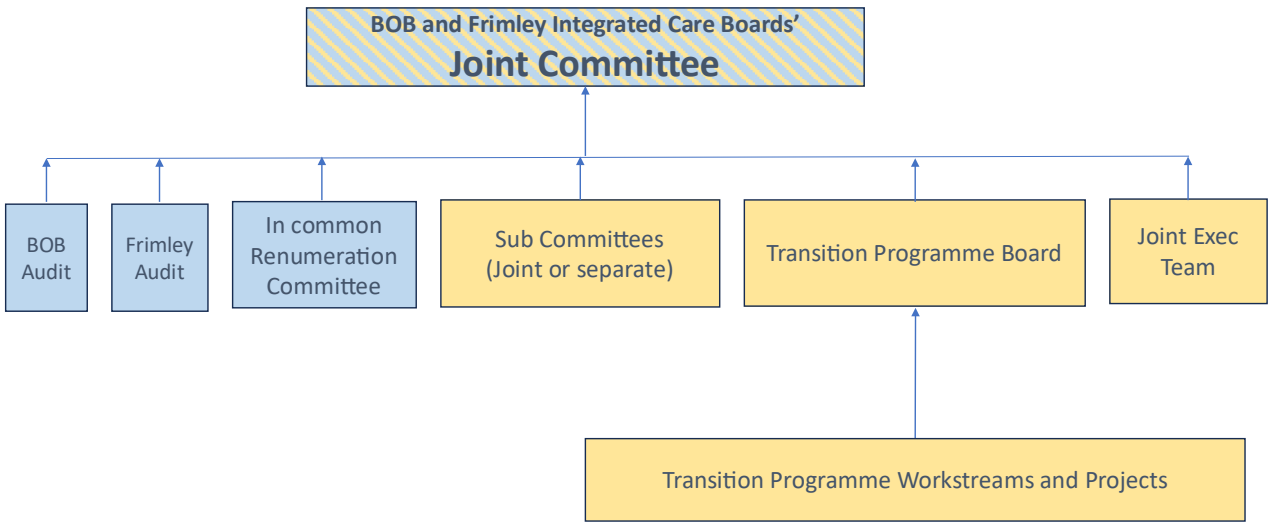 BOB and Frimley Integrated Care Boards'
Joint Committee
BOB
Audit
Frimley
Audit
In common
Renumeration
Committee
Sub Committees
(Joint or separate)
Transition Programme Board
Joint Exec
Team
Transition Programme Workstreams and Projects